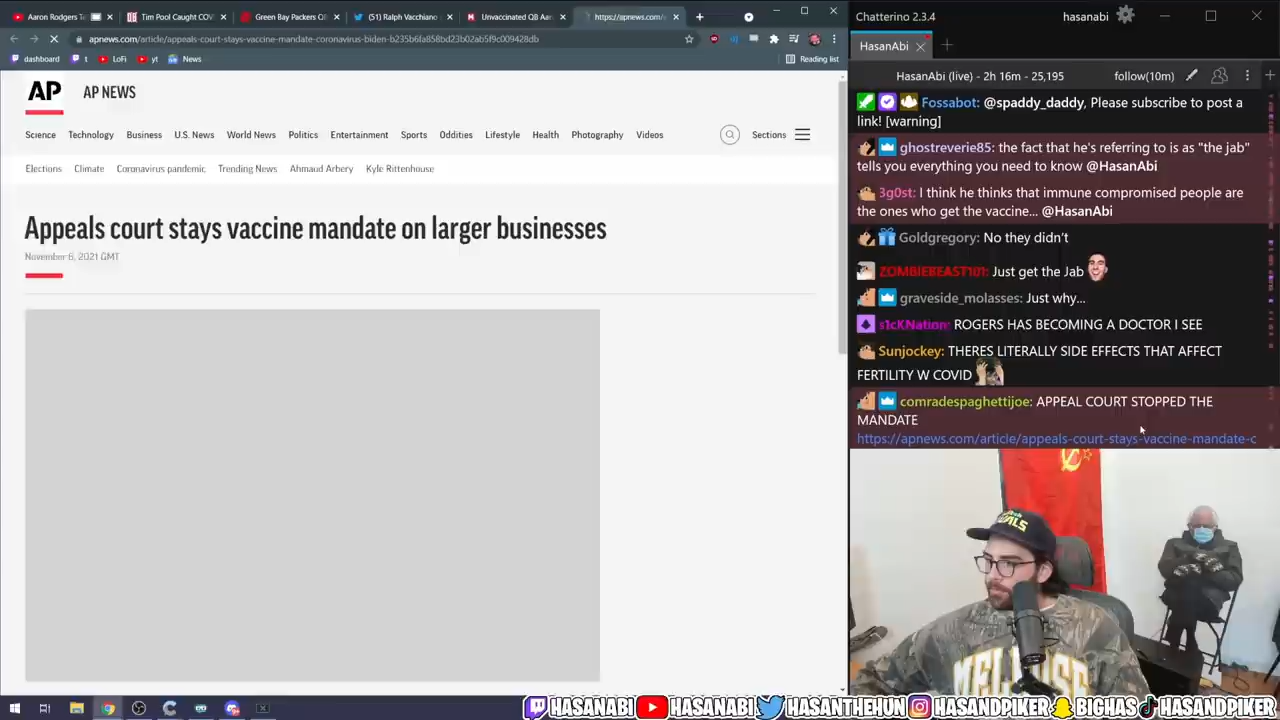 Aaron Rodgers Te
Tim Pool Caught COV
Green Bay Packers QB
(51) Ralph Vacchiano
Unvaccinated QB Aar
https://apnews.com/a
apnews.com/article/appeals-court-stays-vaccine-mandate-coronavirus-biden-b235b6fa858bd23b02ab5f9c009428db
dashboard
t
LoFi
yt
News
Reading list
AP
AP NEWS
Science Technology Business U.S. News World News Politics Entertainment Sports Oddities Lifestyle Health Photography Videos
Sections
Elections Climate Coronavirus pandemic Trending News Ahmaud Arbery Kyle Rittenhouse
Appeals court stays vaccine mandate on larger businesses
November 6, 2021 GMT
Chatterino 2.3.4
hasanabi
HasanAbi
HasanAbi (live) - 2h 16m - 25,195
follow(10m)
Fossabot: @spaddy_daddy, Please subscribe to post a
link! [warning]
ghostreverie85: the fact that he's referring to is as "the jab"
tells you everything you need to know @HasanAbi
3g0st: I think he thinks that immune compromised people are
the ones who get the vaccine... @HasanAbi
Goldgregory: No they didn't
ZOMBIEBEAST101: Just get the Jab
graveside_molasses: Just why...
s1cKNation: ROGERS HAS BECOMING A DOCTOR I SEE
Sunjockey: THERES LITERALLY SIDE EFFECTS THAT AFFECT
FERTILITY W COVID
comradespaghettijoe: APPEAL COURT STOPPED THE
MANDATE
https://apnews.com/article/appeals-court-stays-vaccine-mandate-c
HASANABI HASANABI HASANTHEHUN HASANDPIKER BIGHAS HASANDPIKER